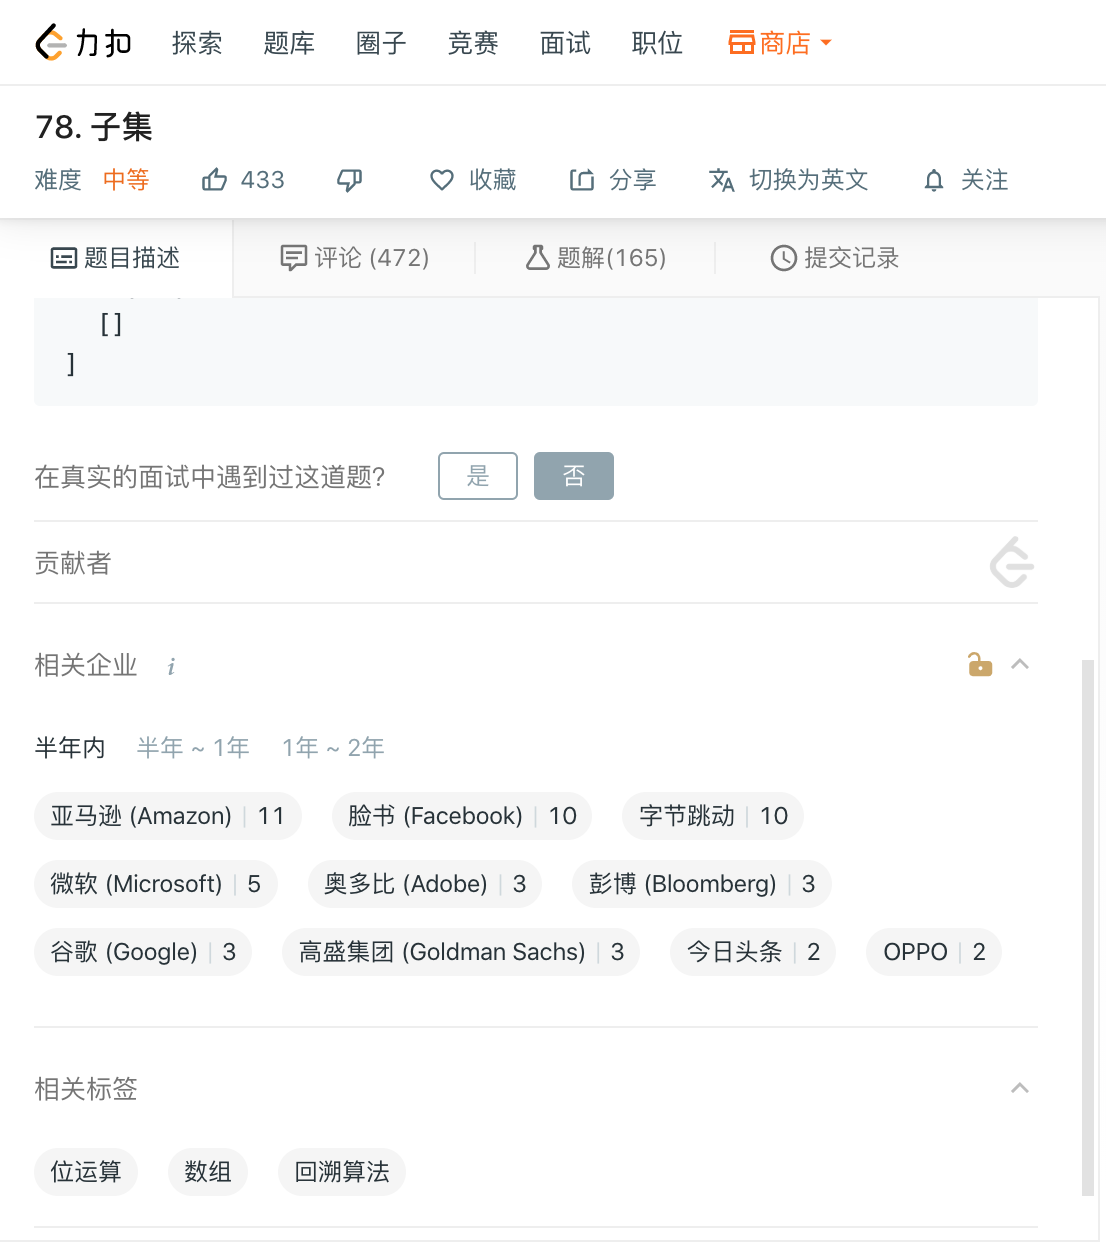 力扣 探索 题库 圈子 竞赛 面试 职位 商店
78. 子集
难度 中等 433 收藏 分享 切换为英文 关注
题目描述 评论 (472) 题解(165) 提交记录
[]
]
在真实的面试中遇到过这道题? 是 否
贡献者
相关企业 i
半年内 半年 ~ 1年 1年 ~ 2年
亚马逊 (Amazon) | 11 脸书 (Facebook) | 10 字节跳动 | 10
微软 (Microsoft) | 5 奥多比 (Adobe) | 3 彭博 (Bloomberg) | 3
谷歌 (Google) | 3 高盛集团 (Goldman Sachs) | 3 今日头条 | 2 OPPO | 2
相关标签
位运算 数组 回溯算法